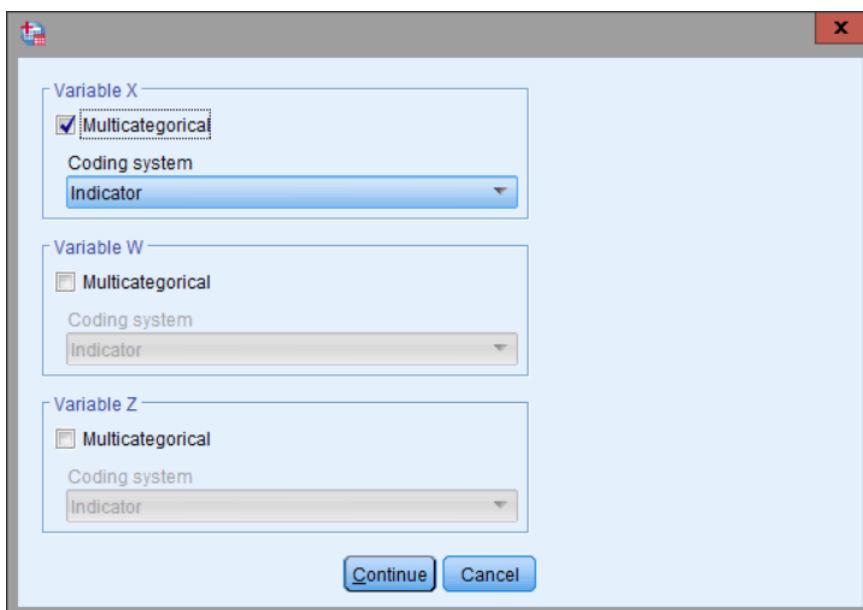 x
Variable X
Multicategorical
Coding system
Indicator
Variable W
Multicategorical
Coding system
Indicator
Variable Z
Multicategorical
Coding system
Indicator
Continue Cancel